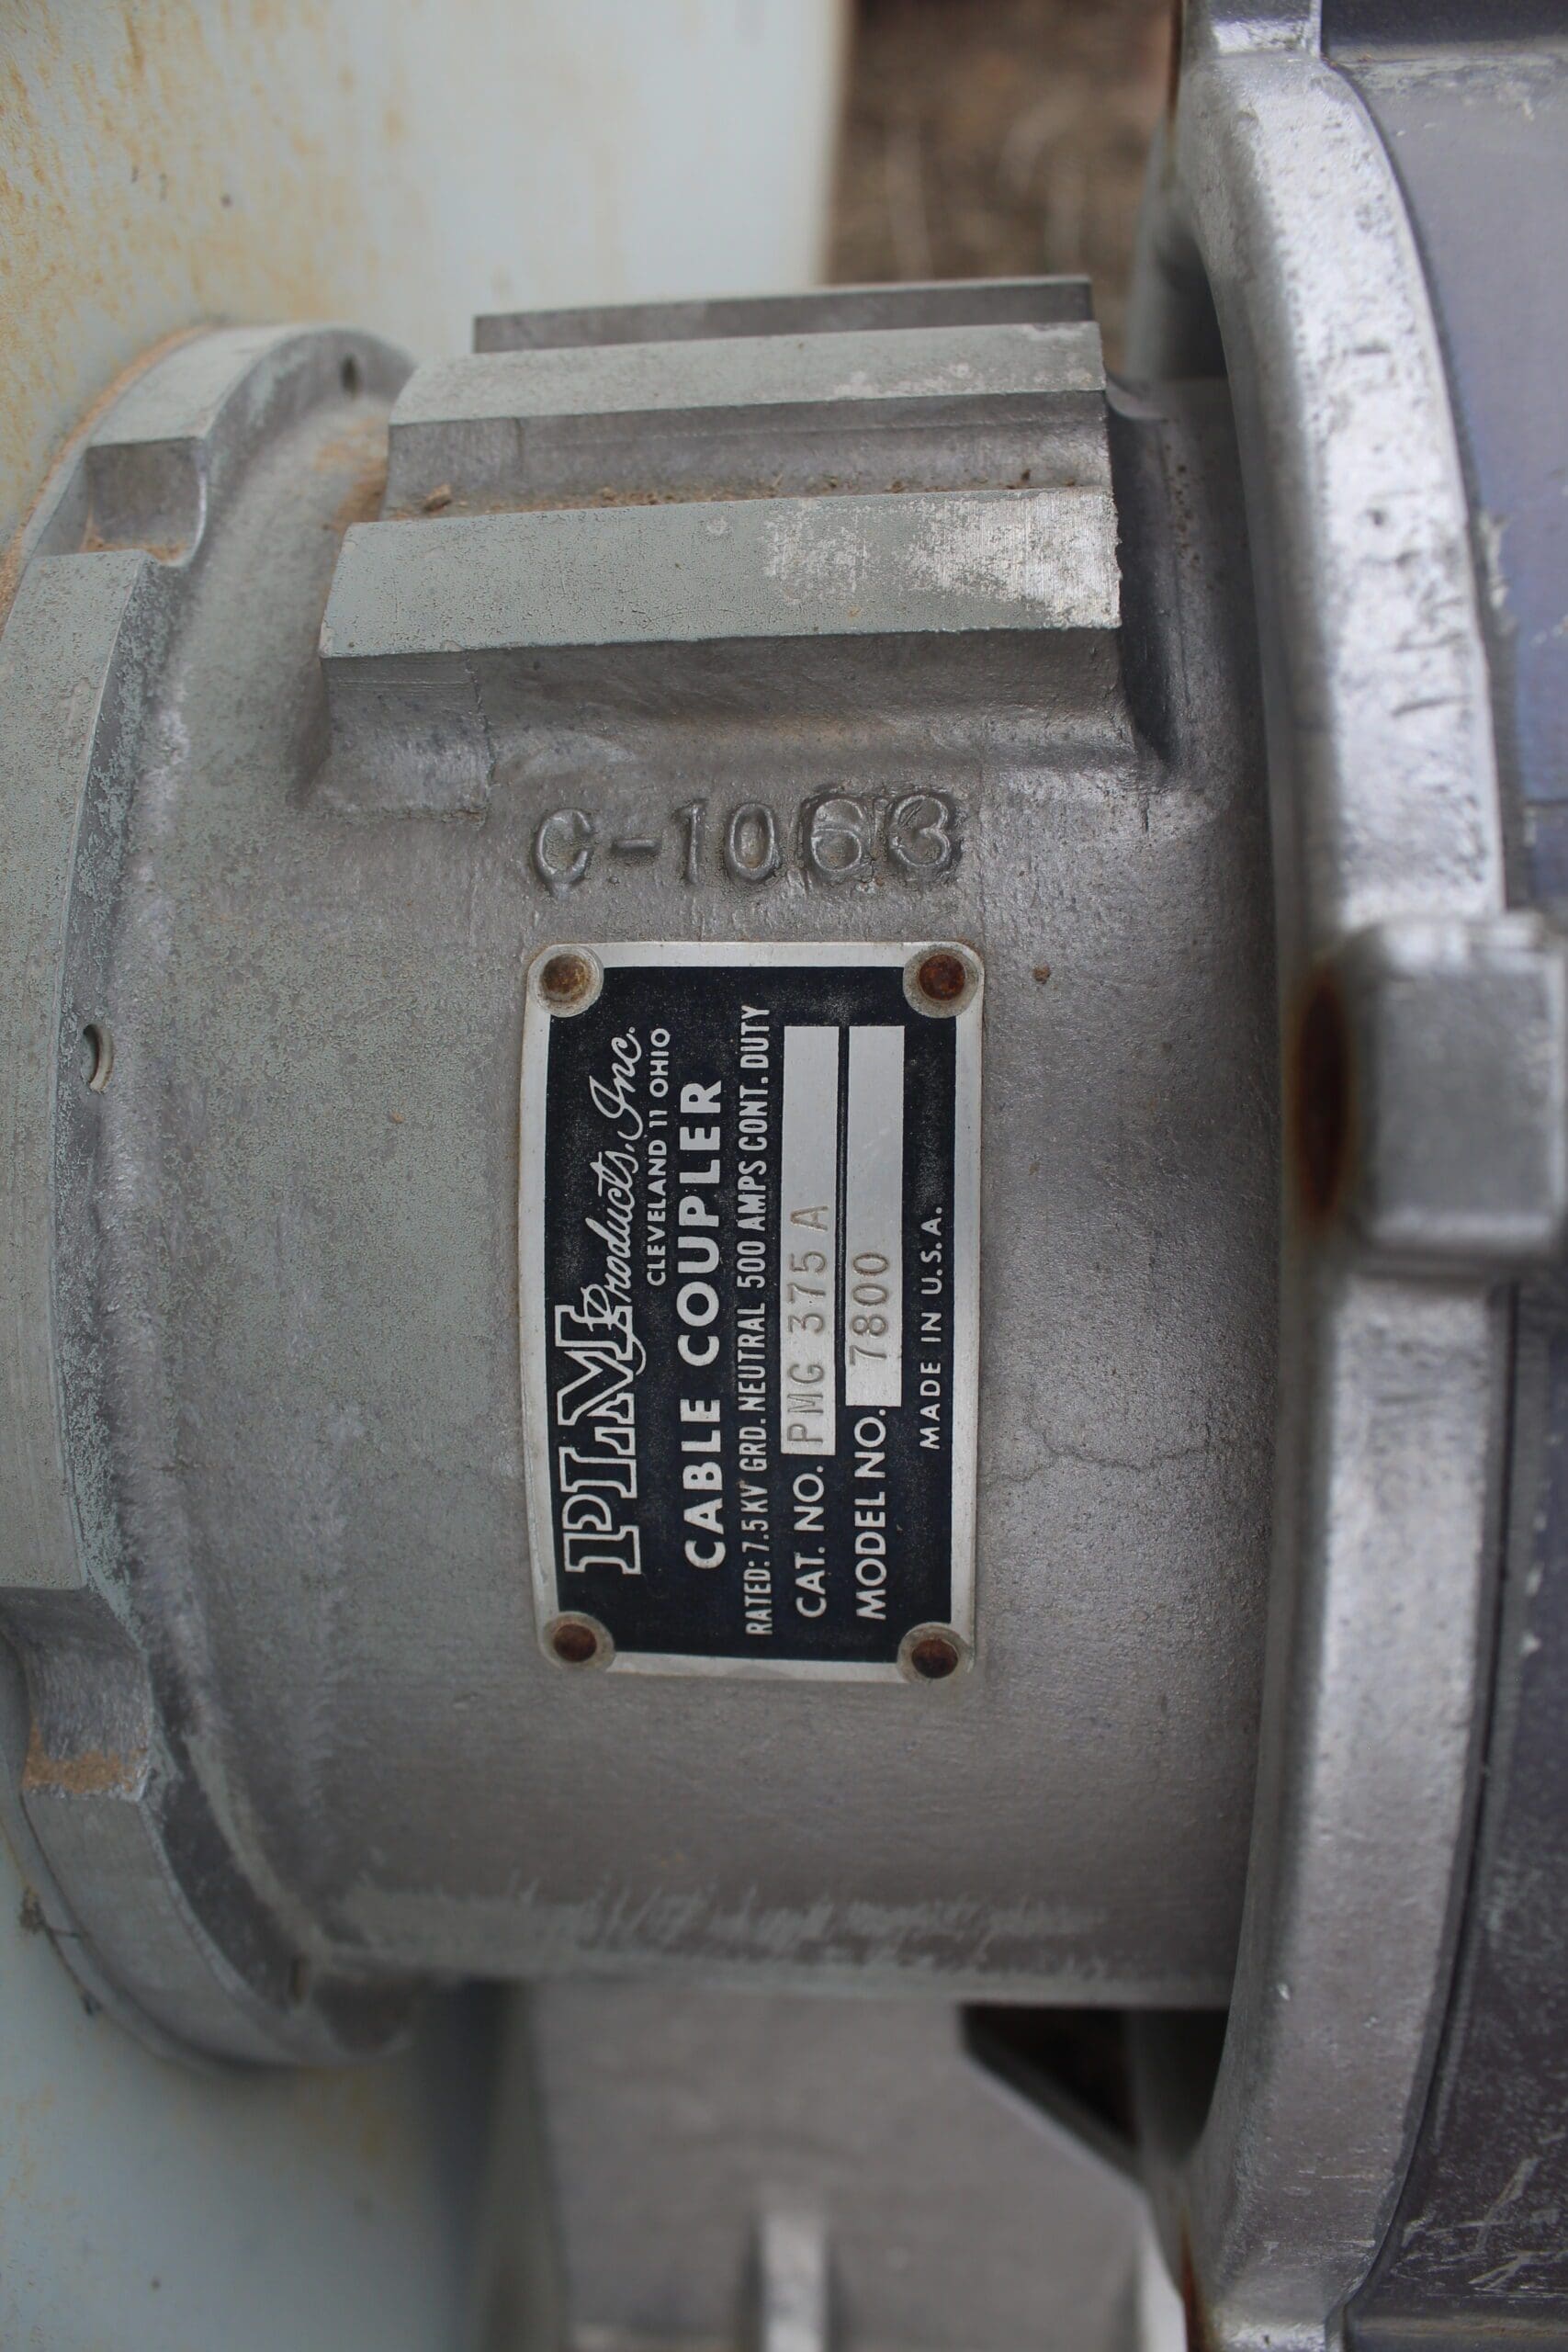 C-1063
PLM Products, Inc.
CLEVELAND 11 OHIO
CABLE COUPLER
RATED: 7.5 KV GRD. NEUTRAL 500 AMPS CONT. DUTY
CAT. NO. PMG 375 A
MODEL NO. 7800
MADE IN U.S.A.